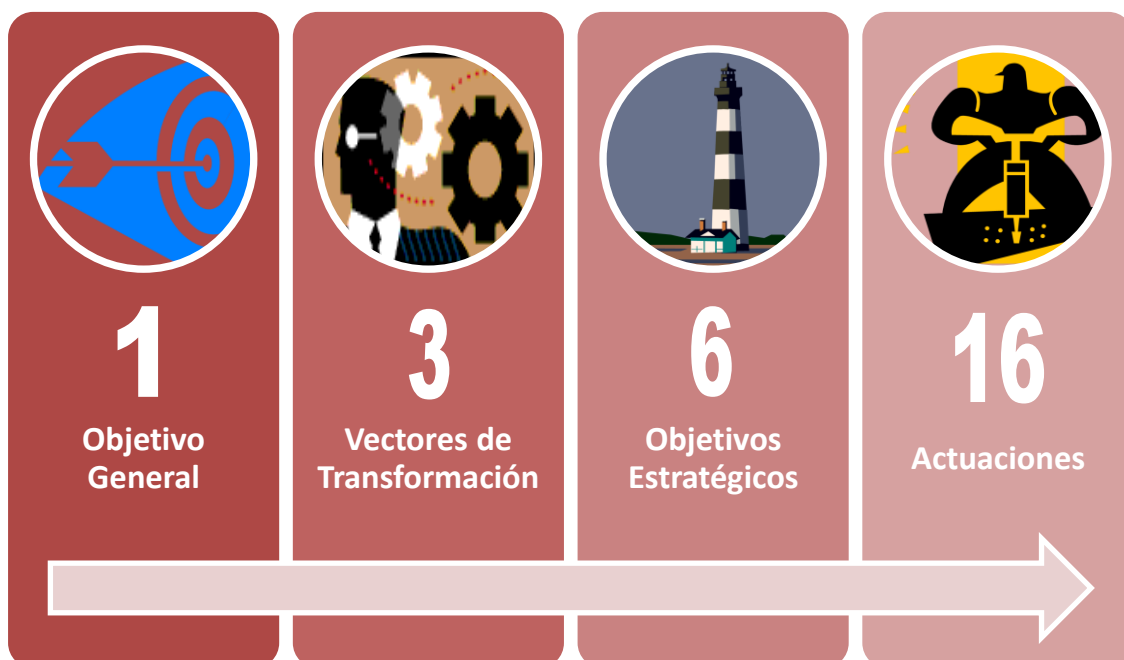 1
Objetivo
General
3
Vectores de
Transformación
6
Objetivos
Estratégicos
16
Actuaciones